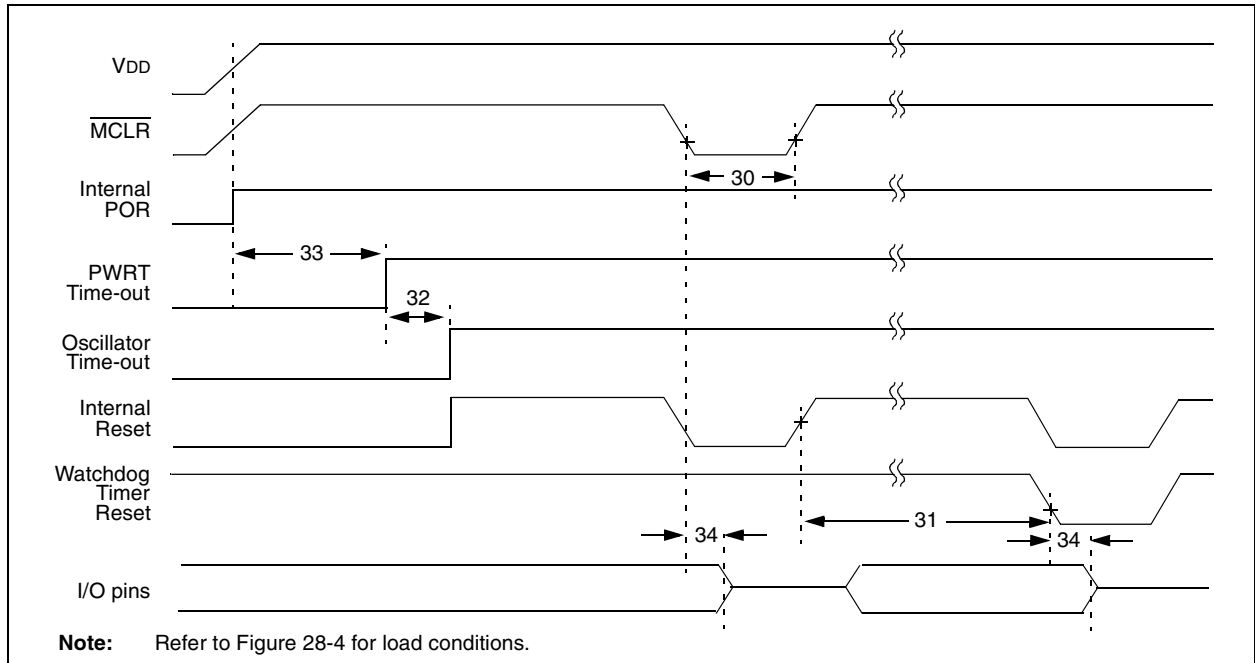 VDD
MCLR
30
Internal
POR
33
PWRT
Time-out
32
Oscillator
Time-out
Internal
Reset
Watchdog
Timer
Reset
31
34
34
I/O pins
Note: Refer to Figure 28-4 for load conditions.